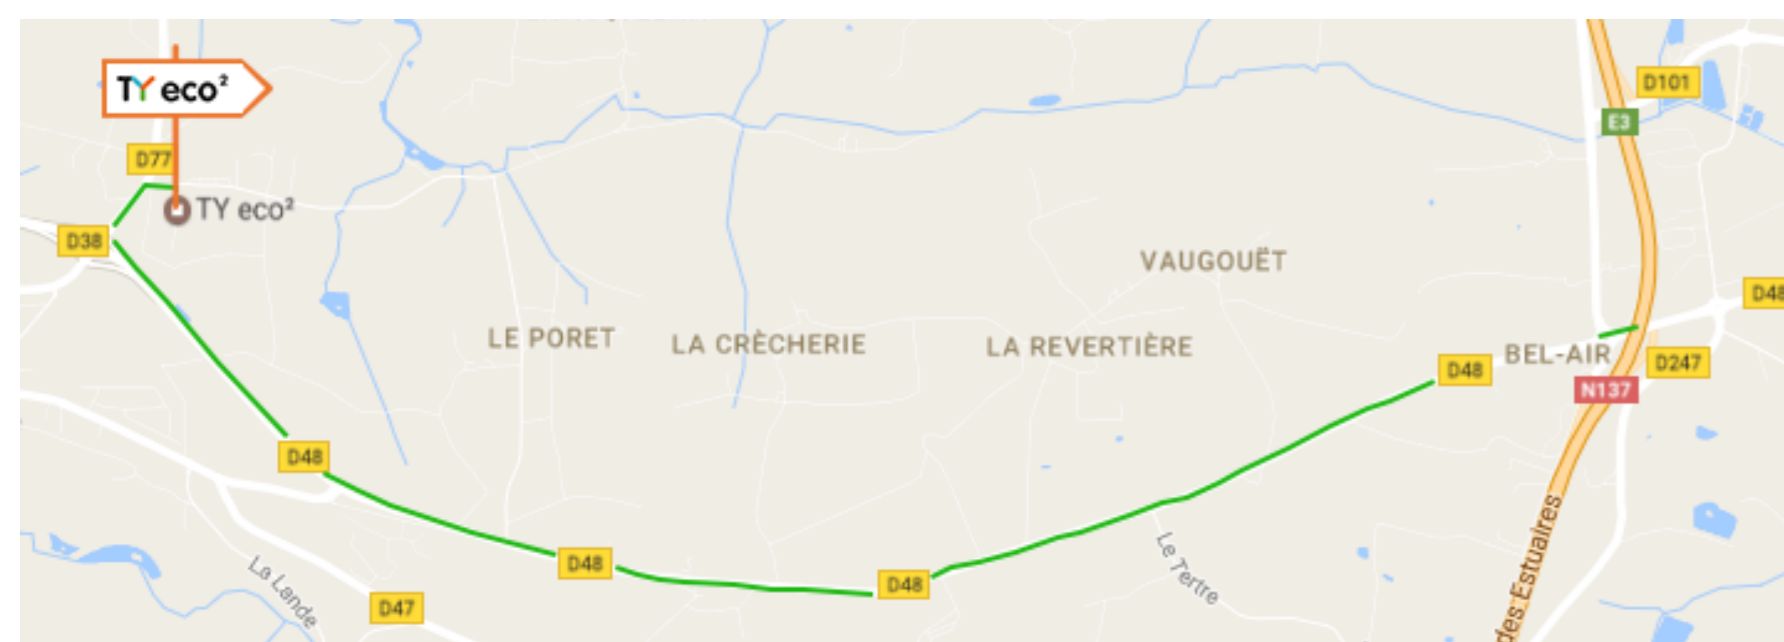 D101
TY eco²
E3
D77
TY eco²
D38
VAUGOUËT
D48
LE PORET
LA CRÈCHERIE
LA REVERTIÈRE
BEL-AIR
D247
D48
N137
D48
des Estuaires
D48
D48
Le Tertre
La Lande
D47